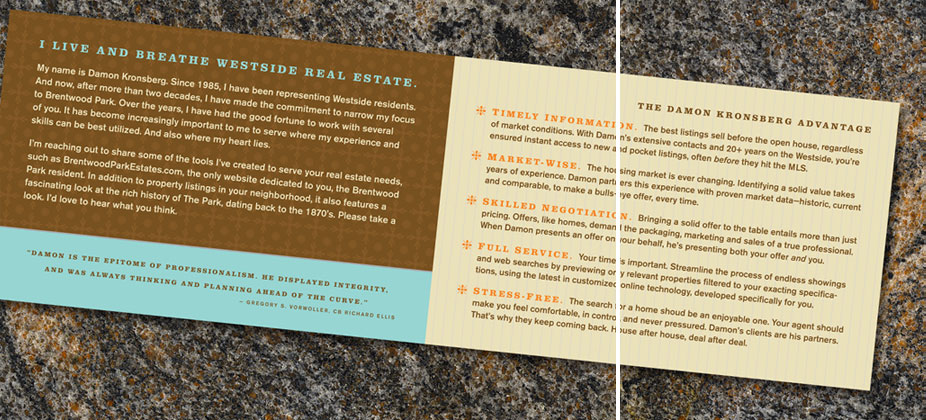 I LIVE AND BREATHE WESTSIDE REAL ESTATE.
My name is Damon Kronsberg. Since 1985, I have been representing Westside residents.
And now, after more than two decades, I have made the commitment to narrow my focus
to Brentwood Park. Over the years, I have had the good fortune to work with several
of you. It has become increasingly important to me to serve where my experience and
skills can be best utilized. And also where my heart lies.
I'm reaching out to share some of the tools I've created to serve your real estate needs,
such as BrentwoodParkEstates.com, the only website dedicated to you, the Brentwood
Park resident. In addition to property listings in your neighborhood, it also features a
fascinating look at the rich history of The Park, dating back to the 1870's. Please take a
look. I'd love to hear what you think.
"DAMON IS THE EPITOME OF PROFESSIONALISM. HE DISPLAYED INTEGRITY,
AND WAS ALWAYS THINKING AND PLANNING AHEAD OF THE CURVE."
– GREGORY S. VORWOLLER, CB RICHARD ELLIS
THE DAMON KRONSBERG ADVANTAGE
TIMELY INFORMATION. The best listings sell before the open house, regardless
of market conditions. With Damon's extensive contacts and 20+ years on the Westside, you're
ensured instant access to new and pocket listings, often before they hit the MLS.
MARKET-WISE. The housing market is ever changing. Identifying a solid value takes
years of experience. Damon partners this experience with proven market data–historic, current
and comparable, to make a bulls-eye offer, every time.
SKILLED NEGOTIATION. Bringing a solid offer to the table entails more than just
pricing. Offers, like homes, demand the packaging, marketing and sales of a true professional.
When Damon presents an offer on your behalf, he's presenting both your offer and you.
FULL SERVICE. Your time is important. Streamline the process of endless showings
and web searches by previewing only relevant properties filtered to your exacting specifica-
tions, using the latest in customized online technology, developed specifically for you.
STRESS-FREE. The search for a home shoud be an enjoyable one. Your agent should
make you feel comfortable, in control, and never pressured. Damon's clients are his partners.
That's why they keep coming back. House after house, deal after deal.